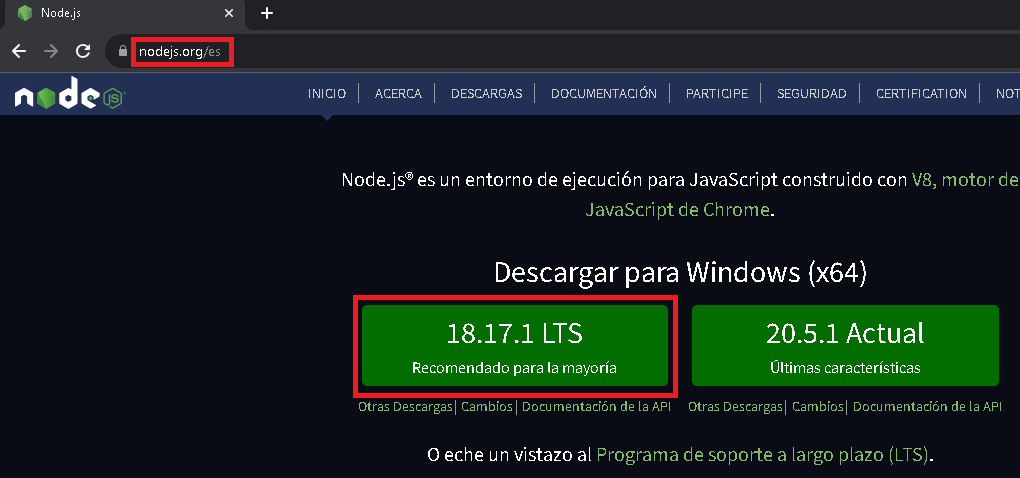 Node.js
nodejs.org/es
node JS
INICIO ACERCA DESCARGAS DOCUMENTACIÓN PARTICIPE SEGURIDAD CERTIFICATION NOT
Node.js® es un entorno de ejecución para JavaScript construido con V8, motor de
JavaScript de Chrome.
Descargar para Windows (x64)
18.17.1 LTS 20.5.1 Actual
Recomendado para la mayoría Últimas características
Otras Descargas| Cambios| Documentación de la API Otras Descargas| Cambios| Documentación de la API
O eche un vistazo al Programa de soporte a largo plazo (LTS).